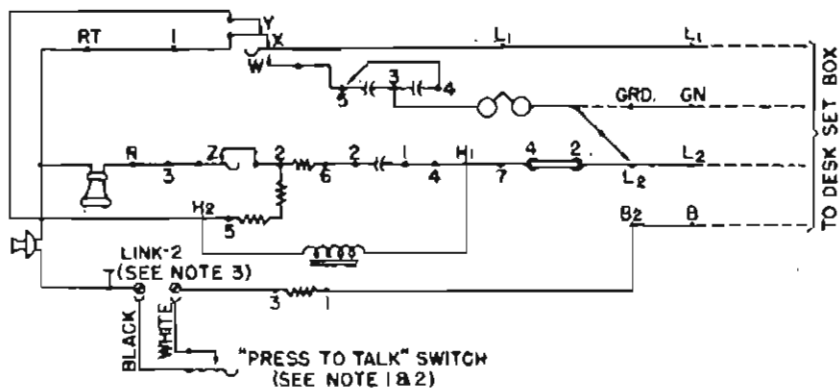 Y
RT 1 X L1 L1
W
3
5 4
GRD. GN
R 3 Z 2 6 2 1 4 H1 7 4 2 L2 L2
H2 5 B2 B
LINK-2
T (SEE NOTE 3)
3 1
BLACK
WHITE
"PRESS TO TALK" SWITCH
(SEE NOTE 1 & 2)
TO DESK SET BOX